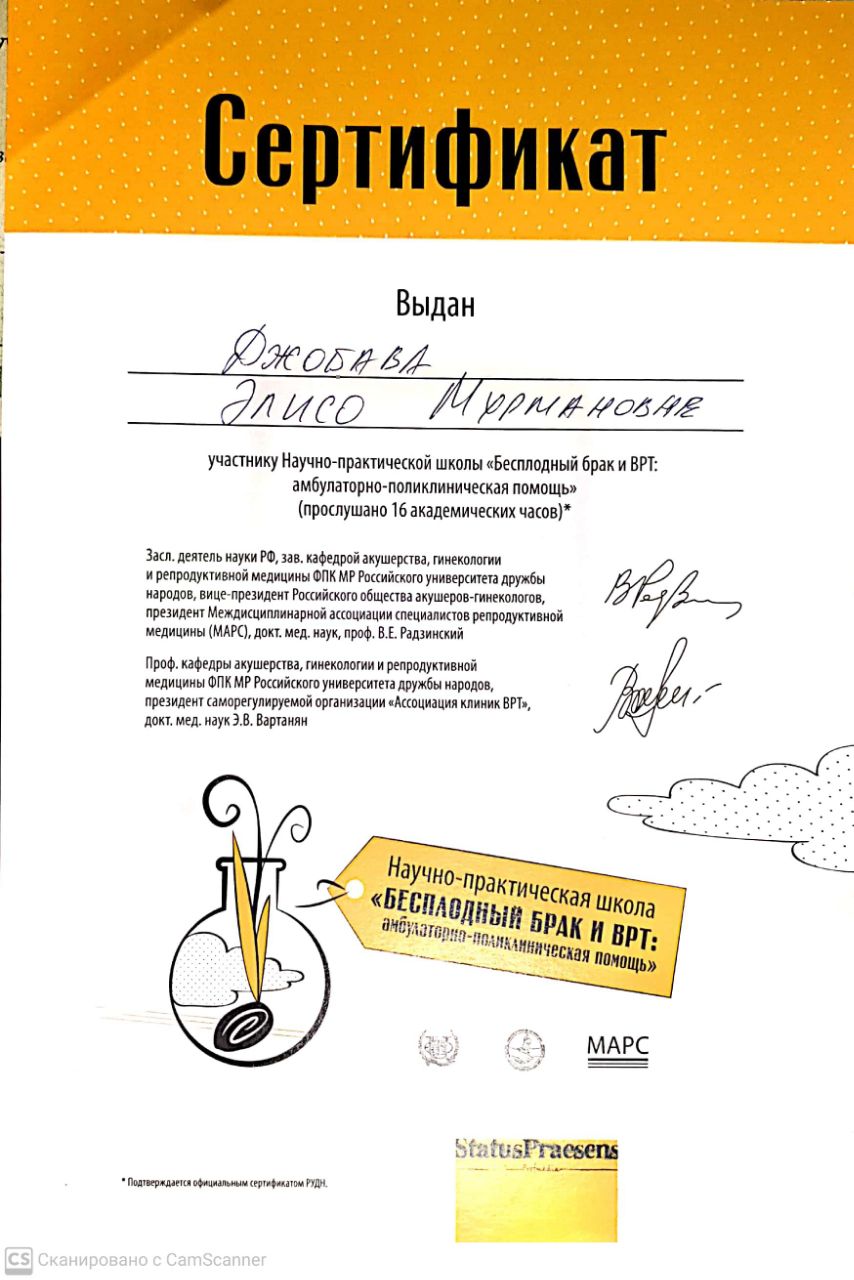 Сертификат
Выдан
Джобава
Элисо Мурмановне
участнику Научно-практической школы «Бесплодный брак и ВРТ:
амбулаторно-поликлиническая помощь»
(прослушано 16 академических часов)*
Засл. деятель науки РФ, зав. кафедрой акушерства, гинекологии
и репродуктивной медицины ФПК МР Российского университета дружбы
народов, вице-президент Российского общества акушеров-гинекологов,
президент Междисциплинарной ассоциации специалистов репродуктивной
медицины (МАРС), докт. мед. наук, проф. В.Е. Радзинский
Проф. кафедры акушерства, гинекологии и репродуктивной
медицины ФПК МР Российского университета дружбы народов,
президент саморегулируемой организации «Ассоциация клиник ВРТ»,
докт. мед. наук Э.В. Вартанян
Научно-практическая школа
«БЕСПЛОДНЫЙ БРАК И ВРТ:
амбулаторно-поликлиническая помощь»
МАРС
StatusPraesens
* Подтверждается официальным сертификатом РУДН.
CS Сканировано с CamScanner